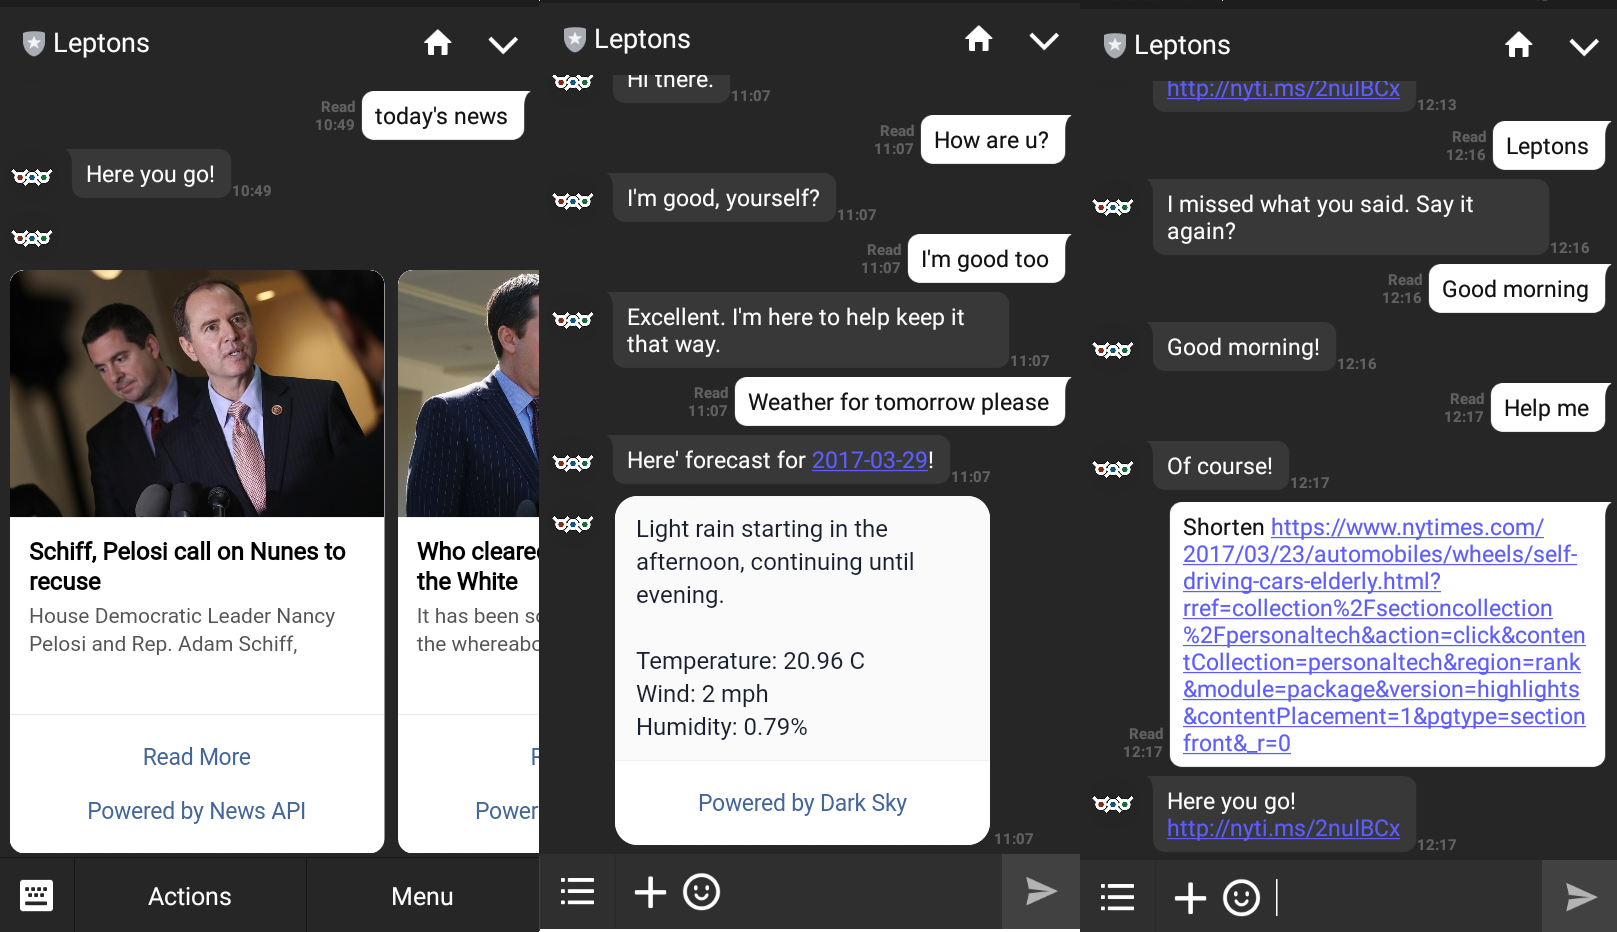 Leptons
Read
10:49
today's news
Here you go!
10:49
Schiff, Pelosi call on Nunes to
recuse
House Democratic Leader Nancy
Pelosi and Rep. Adam Schiff,
Read More
Powered by News API
Who cleare
the White
It has been s
the whereab
Power
Actions
Menu
Leptons
Hi there.
11:07
Read
11:07
How are u?
I'm good, yourself?
11:07
Read
11:07
I'm good too
Excellent. I'm here to help keep it
that way.
11:07
Read
11:07
Weather for tomorrow please
Here' forecast for 2017-03-29!
11:07
Light rain starting in the
afternoon, continuing until
evening.
Temperature: 20.96 C
Wind: 2 mph
Humidity: 0.79%
Powered by Dark Sky
11:07
Leptons
http://nyti.ms/2nuIBCx
12:13
Read
12:16
Leptons
I missed what you said. Say it
again?
12:16
Read
12:16
Good morning
Good morning!
12:16
Read
12:17
Help me
Of course!
12:17
Shorten https://www.nytimes.com/
2017/03/23/automobiles/wheels/self-
driving-cars-elderly.html?
rref=collection%2Fsectioncollection
%2Fpersonaltech&action=click&conten
tCollection=personaltech&region=rank
&module=package&version=highlights
&contentPlacement=1&pgtype=section
front&_r=0
Read
12:17
Here you go!
http://nyti.ms/2nuIBCx
12:17